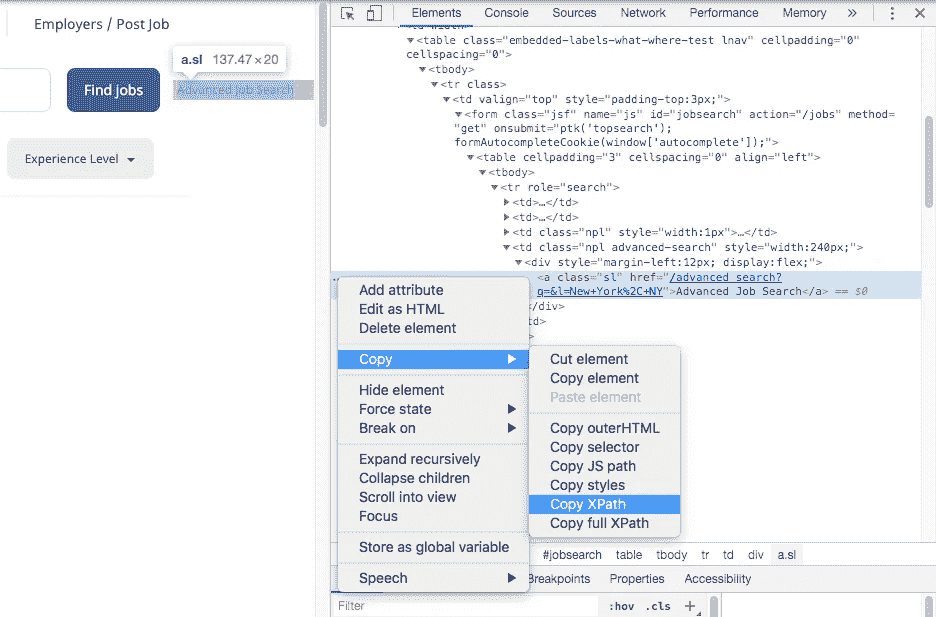 Employers / Post Job
a.sl 137.47 × 20
Find jobs
Advanced Job Search
Experience Level
Elements Console Sources Network Performance Memory »
<table class="embedded-labels-what-where-test lnav" cellpadding="0"
cellspacing="0">
<tbody>
<tr class>
<td valign="top" style="padding-top:3px;">
<form class="jsf" name="js" id="jobsearch" action="/jobs" method=
"get" onsubmit="ptk('topsearch');
formAutocompleteCookie(window['autocomplete']);">
<table cellpadding="3" cellspacing="0" align="left">
<tbody>
<tr role="search">
<td>…</td>
<td>…</td>
<td class="npl" style="width:1px">…</td>
<td class="npl advanced-search" style="width:240px;">
<div style="margin-left:12px; display:flex;">
<a class="sl" href="/advanced_search?
q=&l=New+York%2C+NY">Advanced Job Search</a> == $0
</div>
td>
>
Add attribute
Edit as HTML
Delete element
Copy
Hide element
Force state
Break on
Expand recursively
Collapse children
Scroll into view
Focus
Store as global variable
Speech
Cut element
Copy element
Paste element
Copy outerHTML
Copy selector
Copy JS path
Copy styles
Copy XPath
Copy full XPath
#jobsearch table tbody tr td div a.sl
Breakpoints Properties Accessibility
Filter :hov .cls +